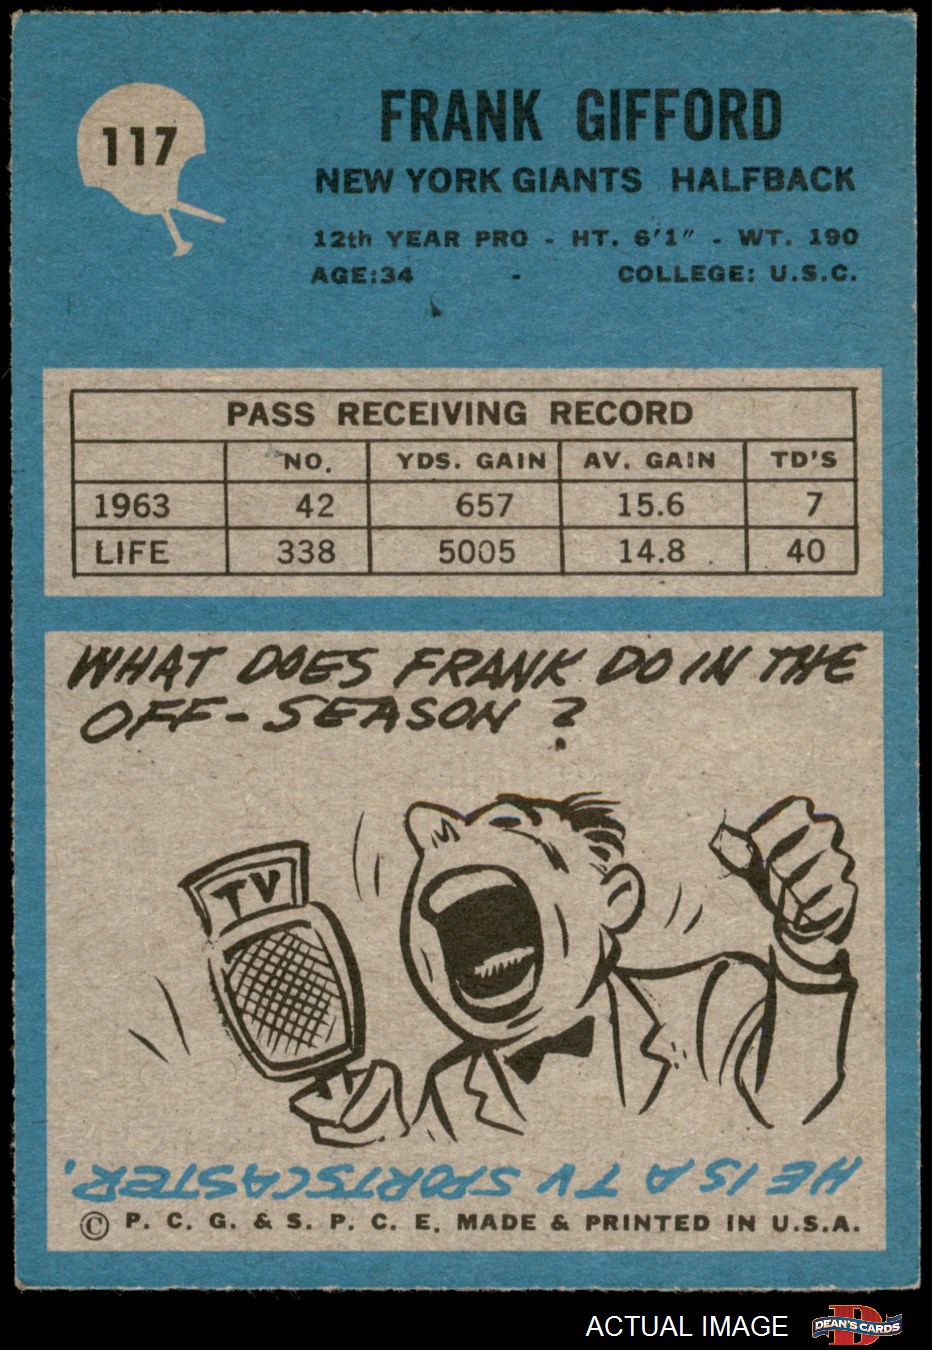 117
FRANK GIFFORD
NEW YORK GIANTS HALFBACK
12th YEAR PRO - HT. 6'1" - WT. 190
AGE:34 - COLLEGE: U.S.C.
PASS RECEIVING RECORD
NO. YDS. GAIN AV. GAIN TD'S
1963 42 657 15.6 7
LIFE 338 5005 14.8 40
WHAT DOES FRANK DO IN THE
OFF-SEASON ?
TV
HE IS A TV SPORTSCASTER.
© P. C. G. & S. P. C. E. MADE & PRINTED IN U.S.A.
ACTUAL IMAGE
D
DEAN'S CARDS